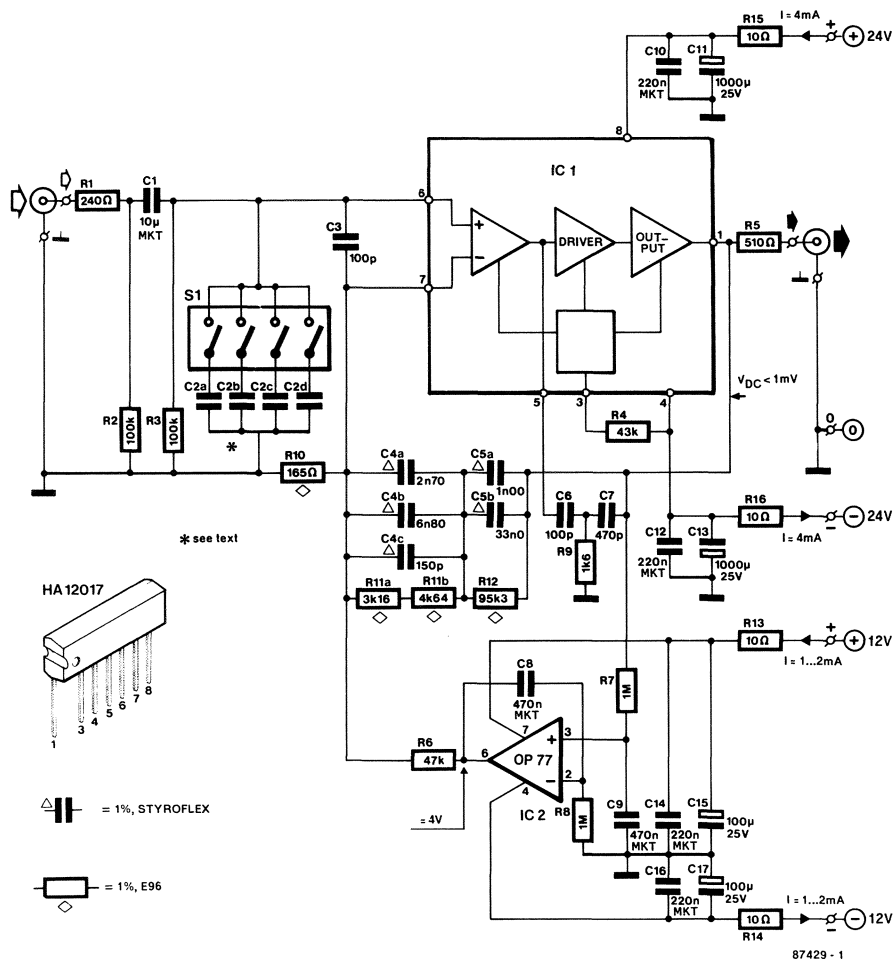 R15
10Ω
I = 4mA
+
+
24V
C10
220n
MKT
C11
1000µ
25V
8
IC 1
R1
240Ω
C1
10µ
MKT
6
+
−
7
C3
100p
DRIVER
OUT-
PUT
1
R5
510Ω
S1
C2a
C2b
C2c
C2d
*
R2
100k
R3
100k
5
3
4
R4
43k
VDC < 1mV
0
0
R10
165Ω
C4a
2n70
C5a
1n00
C4b
6n80
C5b
33n0
C4c
150p
C6
100p
C7
470p
R9
1k6
C12
220n
MKT
C13
1000µ
25V
R16
10Ω
I = 4mA
−
−
24V
* see text
R11a
3k16
R11b
4k64
R12
95k3
HA 12017
1
3
4
5
6
7
8
R13
10Ω
+
+
12V
I = 1...2mA
C8
470n
MKT
R7
1M
R6
47k
6
7
+
3
OP 77
−
2
4
IC 2
R8
1M
= 4V
C9
470n
MKT
C14
220n
MKT
C15
100µ
25V
C16
220n
MKT
C17
100µ
25V
I = 1...2mA
10Ω
R14
−
−
12V
= 1%, STYROFLEX
= 1%, E96
87429 - 1